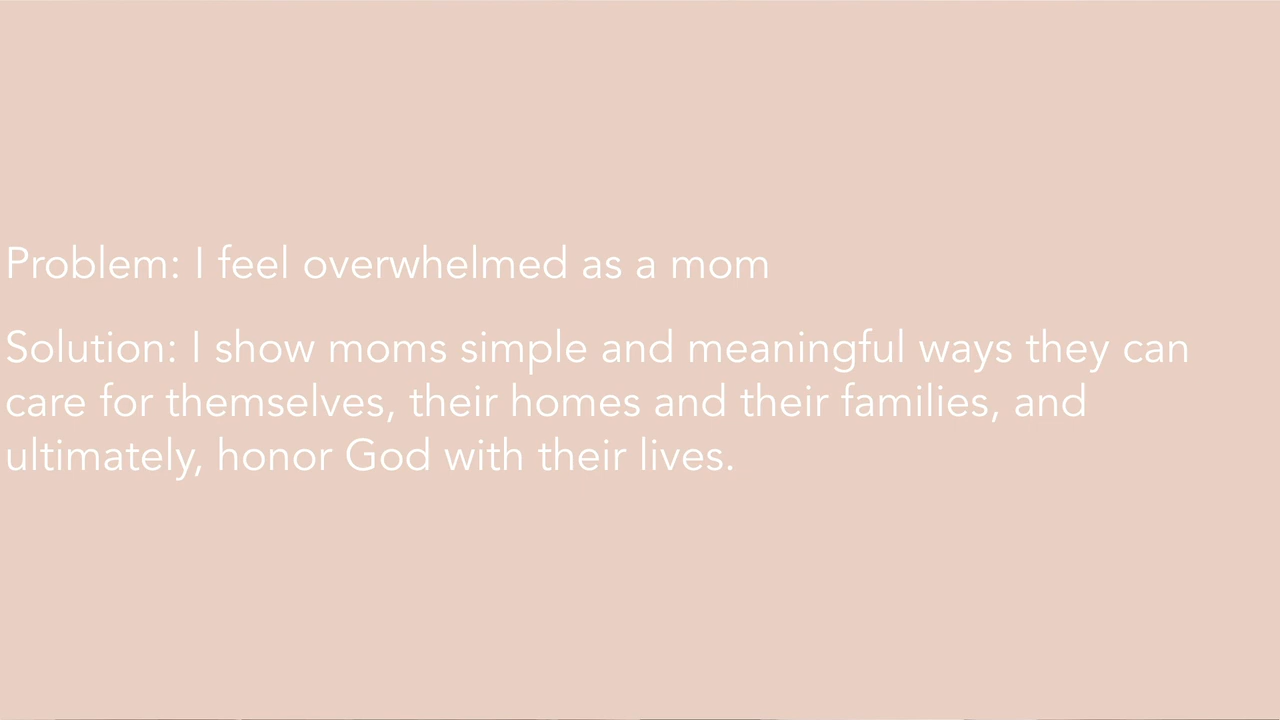 Problem: I feel overwhelmed as a mom
Solution: I show moms simple and meaningful ways they can
care for themselves, their homes and their families, and
ultimately, honor God with their lives.